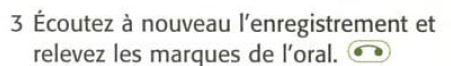 3 Écoutez à nouveau l'enregistrement et
relevez les marques de l'oral.